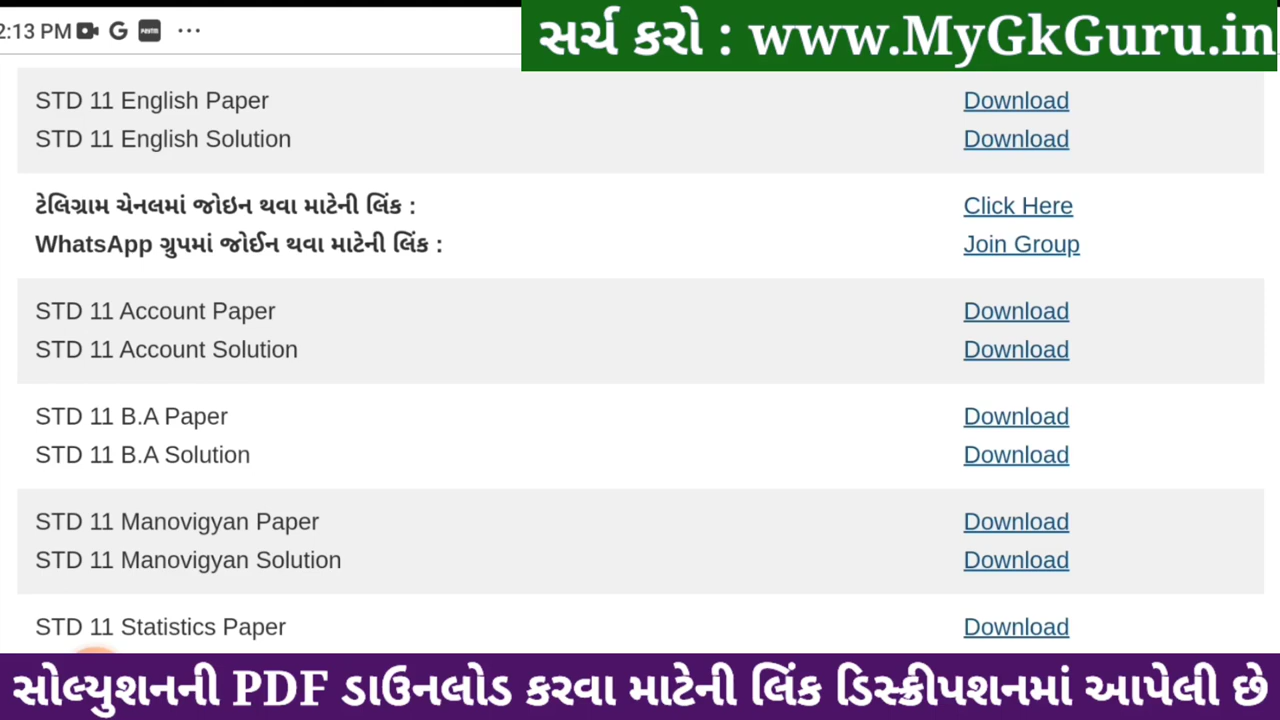 2:13 PM G ...
સર્ચ કરો : www.MyGkGuru.in
STD 11 English Paper Download
STD 11 English Solution Download
ટેલિગ્રામ ચેનલમાં જોઇન થવા માટેની લિંક : Click Here
WhatsApp ગ્રુપમાં જોઈન થવા માટેની લિંક : Join Group
STD 11 Account Paper Download
STD 11 Account Solution Download
STD 11 B.A Paper Download
STD 11 B.A Solution Download
STD 11 Manovigyan Paper Download
STD 11 Manovigyan Solution Download
STD 11 Statistics Paper Download
સોલ્યુશનની PDF ડાઉનલોડ કરવા માટેની લિંક ડિસ્ક્રીપશનમાં આપેલી છે